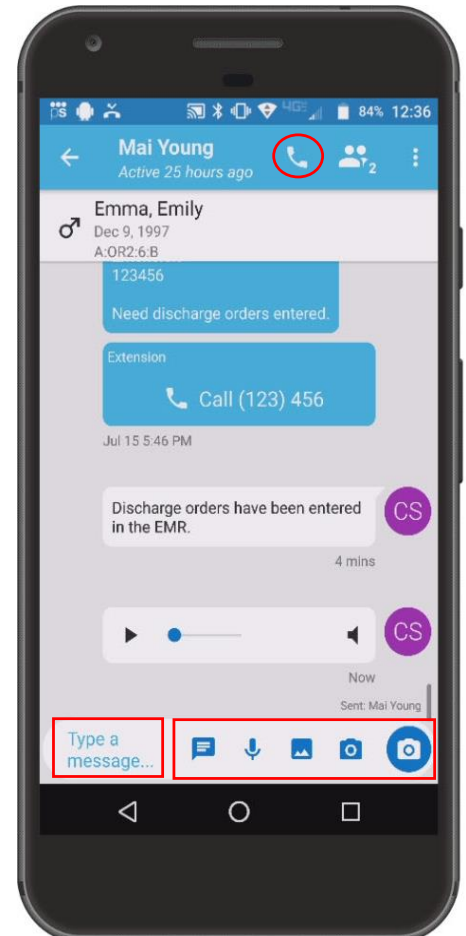 4GE 84% 12:36
Mai Young
Active 25 hours ago
2
Emma, Emily
Dec 9, 1997
A:OR2:6:B
123456
Need discharge orders entered.
Extension
Call (123) 456
Jul 15 5:46 PM
Discharge orders have been entered
in the EMR.
CS
4 mins
CS
Now
Sent: Mai Young
Type a
message...